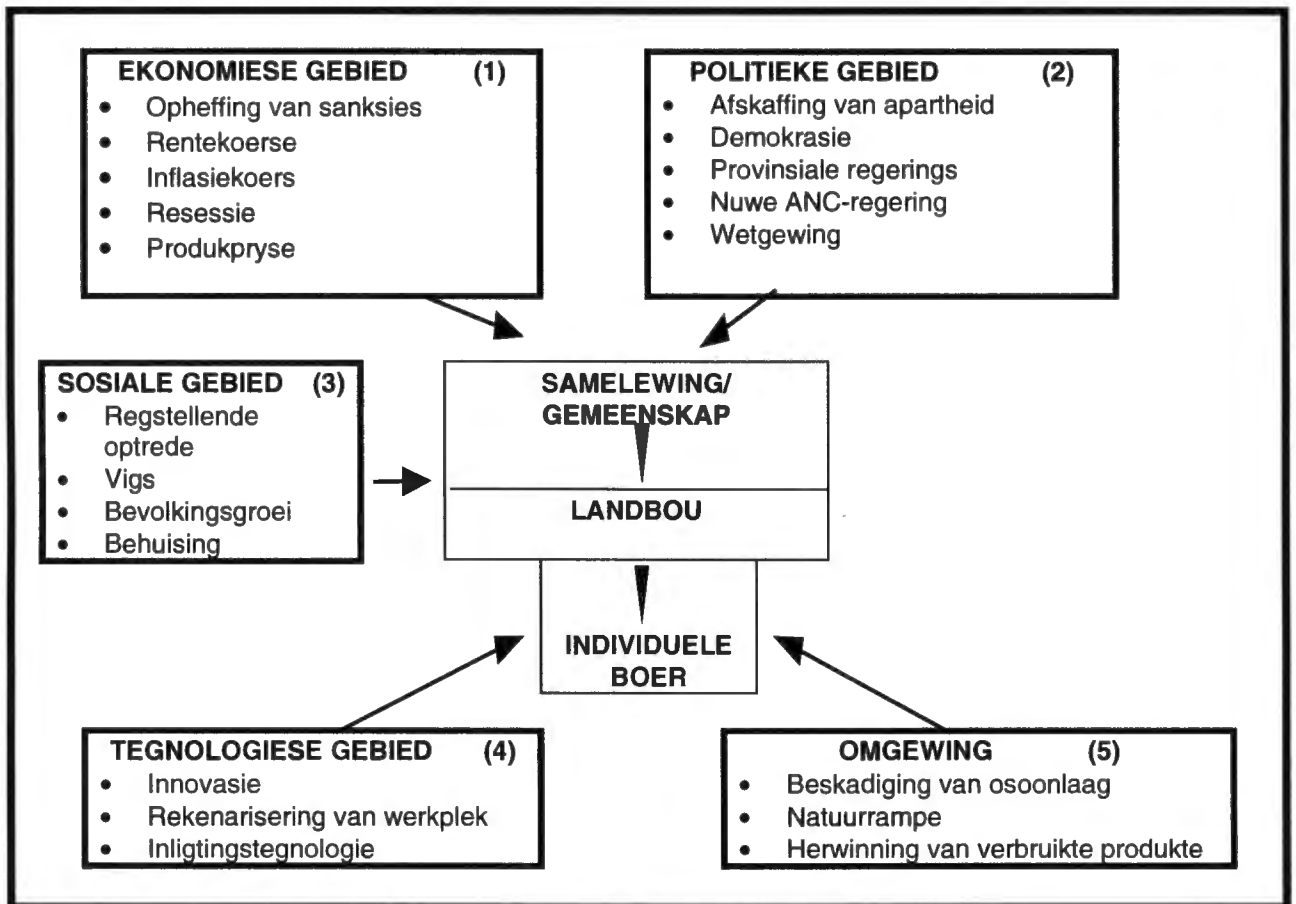 EKONOMIESE GEBIED (1)
• Opheffing van sanksies
• Rentekoerse
• Inflasiekoers
• Resessie
• Produkpryse
POLITIEKE GEBIED (2)
• Afskaffing van apartheid
• Demokrasie
• Provinsiale regerings
• Nuwe ANC-regering
• Wetgewing
SOSIALE GEBIED (3)
• Regstellende
optrede
• Vigs
• Bevolkingsgroei
• Behuising
SAMELEWING/
GEMEENSKAP
LANDBOU
INDIVIDUELE
BOER
TEGNOLOGIESE GEBIED (4)
• Innovasie
• Rekenarisering van werkplek
• Inligtingstegnologie
OMGEWING (5)
• Beskadiging van osoonlaag
• Natuurrampe
• Herwinning van verbruikte produkte